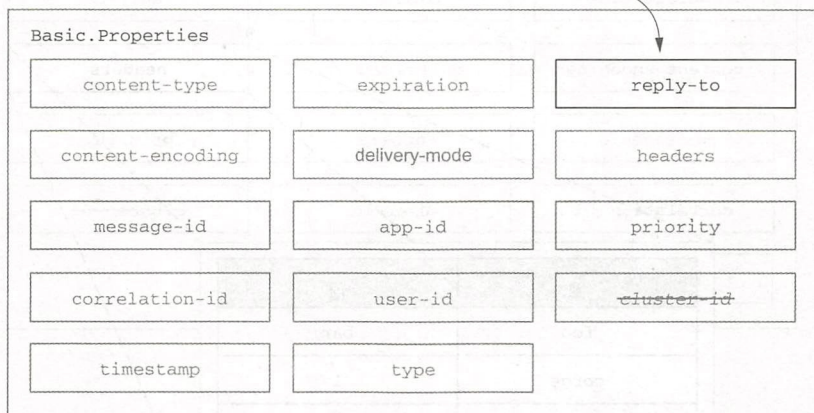 Basic.Properties
content-type expiration reply-to
content-encoding delivery-mode headers
message-id app-id priority
correlation-id user-id cluster-id
timestamp type